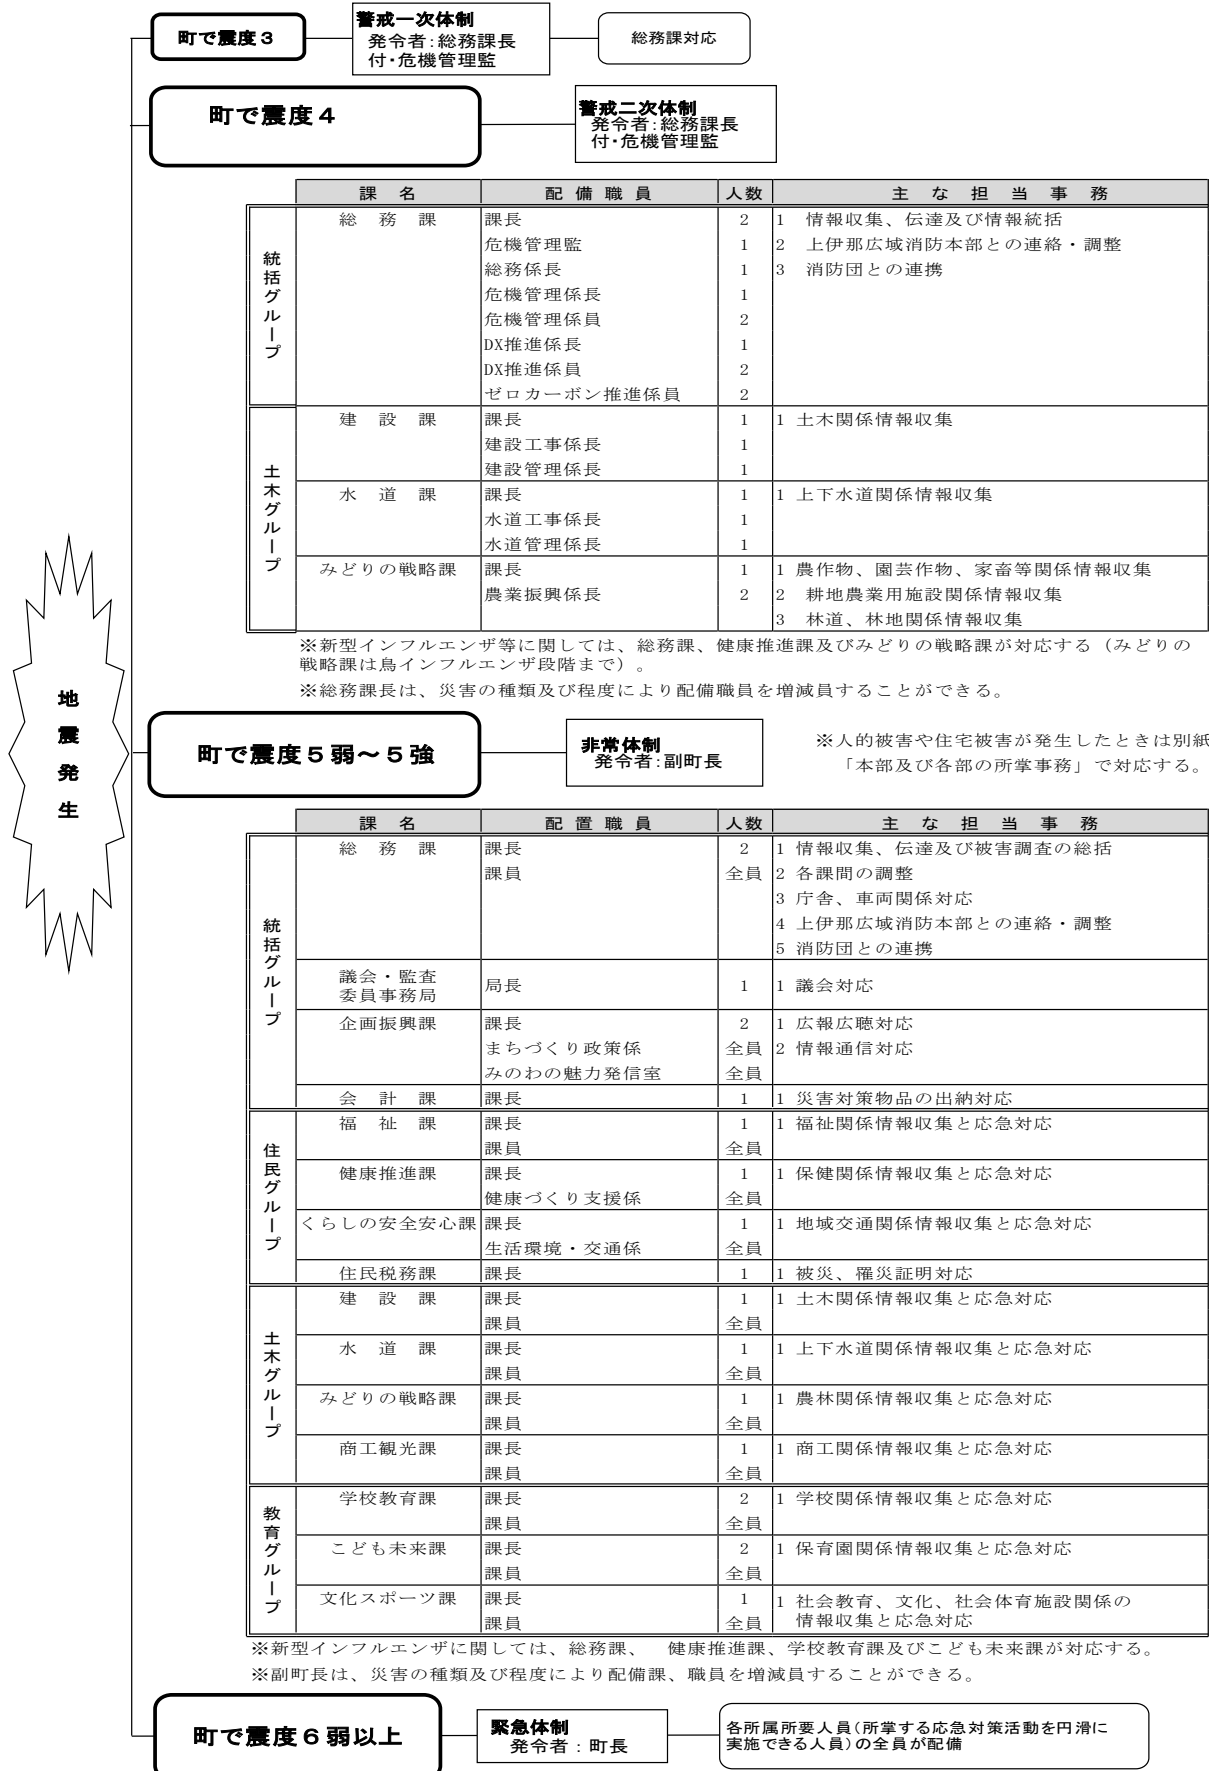 町で震度３
警戒一次体制
発令者:総務課長
付・危機管理監
総務課対応
町で震度４
警戒二次体制
発令者:総務課長
付・危機管理監
課 名 配 備 職 員 人数 主 な 担 当 事 務
統括グループ
総 務 課 課長 2 1 情報収集、伝達及び情報統括
危機管理監 1 2 上伊那広域消防本部との連絡・調整
総務係長 1 3 消防団との連携
危機管理係長 1
危機管理係員 2
DX推進係長 1
DX推進係員 2
ゼロカーボン推進係員 2
土木グループ
建 設 課 課長 1 1 土木関係情報収集
建設工事係長 1
建設管理係長 1
水 道 課 課長 1 1 上下水道関係情報収集
水道工事係長 1
水道管理係長 1
みどりの戦略課 課長 1 1 農作物、園芸作物、家畜等関係情報収集
農業振興係長 2 2 耕地農業用施設関係情報収集
3 林道、林地関係情報収集
※新型インフルエンザ等に関しては、総務課、健康推進課及びみどりの戦略課が対応する（みどりの
戦略課は鳥インフルエンザ段階まで）。
※総務課長は、災害の種類及び程度により配備職員を増減員することができる。
地震発生
町で震度５弱～５強
非常体制
発令者:副町長
※人的被害や住宅被害が発生したときは別紙
「本部及び各部の所掌事務」で対応する。
課 名 配 置 職 員 人数 主 な 担 当 事 務
統括グループ
総 務 課 課長 2 1 情報収集、伝達及び被害調査の総括
課員 全員 2 各課間の調整
3 庁舎、車両関係対応
4 上伊那広域消防本部との連絡・調整
5 消防団との連携
議会・監査
委員事務局 局長 1 1 議会対応
企画振興課 課長 2 1 広報広聴対応
まちづくり政策係 全員 2 情報通信対応
みのわの魅力発信室 全員
会 計 課 課長 1 1 災害対策物品の出納対応
住民グループ
福 祉 課 課長 1 1 福祉関係情報収集と応急対応
課員 全員
健康推進課 課長 1 1 保健関係情報収集と応急対応
健康づくり支援係 全員
くらしの安全安心課 課長 1 1 地域交通関係情報収集と応急対応
生活環境・交通係 全員
住民税務課 課長 1 1 被災、罹災証明対応
土木グループ
建 設 課 課長 1 1 土木関係情報収集と応急対応
課員 全員
水 道 課 課長 1 1 上下水道関係情報収集と応急対応
課員 全員
みどりの戦略課 課長 1 1 農林関係情報収集と応急対応
課員 全員
商工観光課 課長 1 1 商工関係情報収集と応急対応
課員 全員
教育グループ
学校教育課 課長 2 1 学校関係情報収集と応急対応
課員 全員
こども未来課 課長 2 1 保育園関係情報収集と応急対応
課員 全員
文化スポーツ課 課長 1 1 社会教育、文化、社会体育施設関係の
課員 全員 情報収集と応急対応
※新型インフルエンザに関しては、総務課、 健康推進課、学校教育課及びこども未来課が対応する。
※副町長は、災害の種類及び程度により配備課、職員を増減員することができる。
町で震度６弱以上
緊急体制
発令者：町長
各所属所要人員(所掌する応急対策活動を円滑に
実施できる人員)の全員が配備